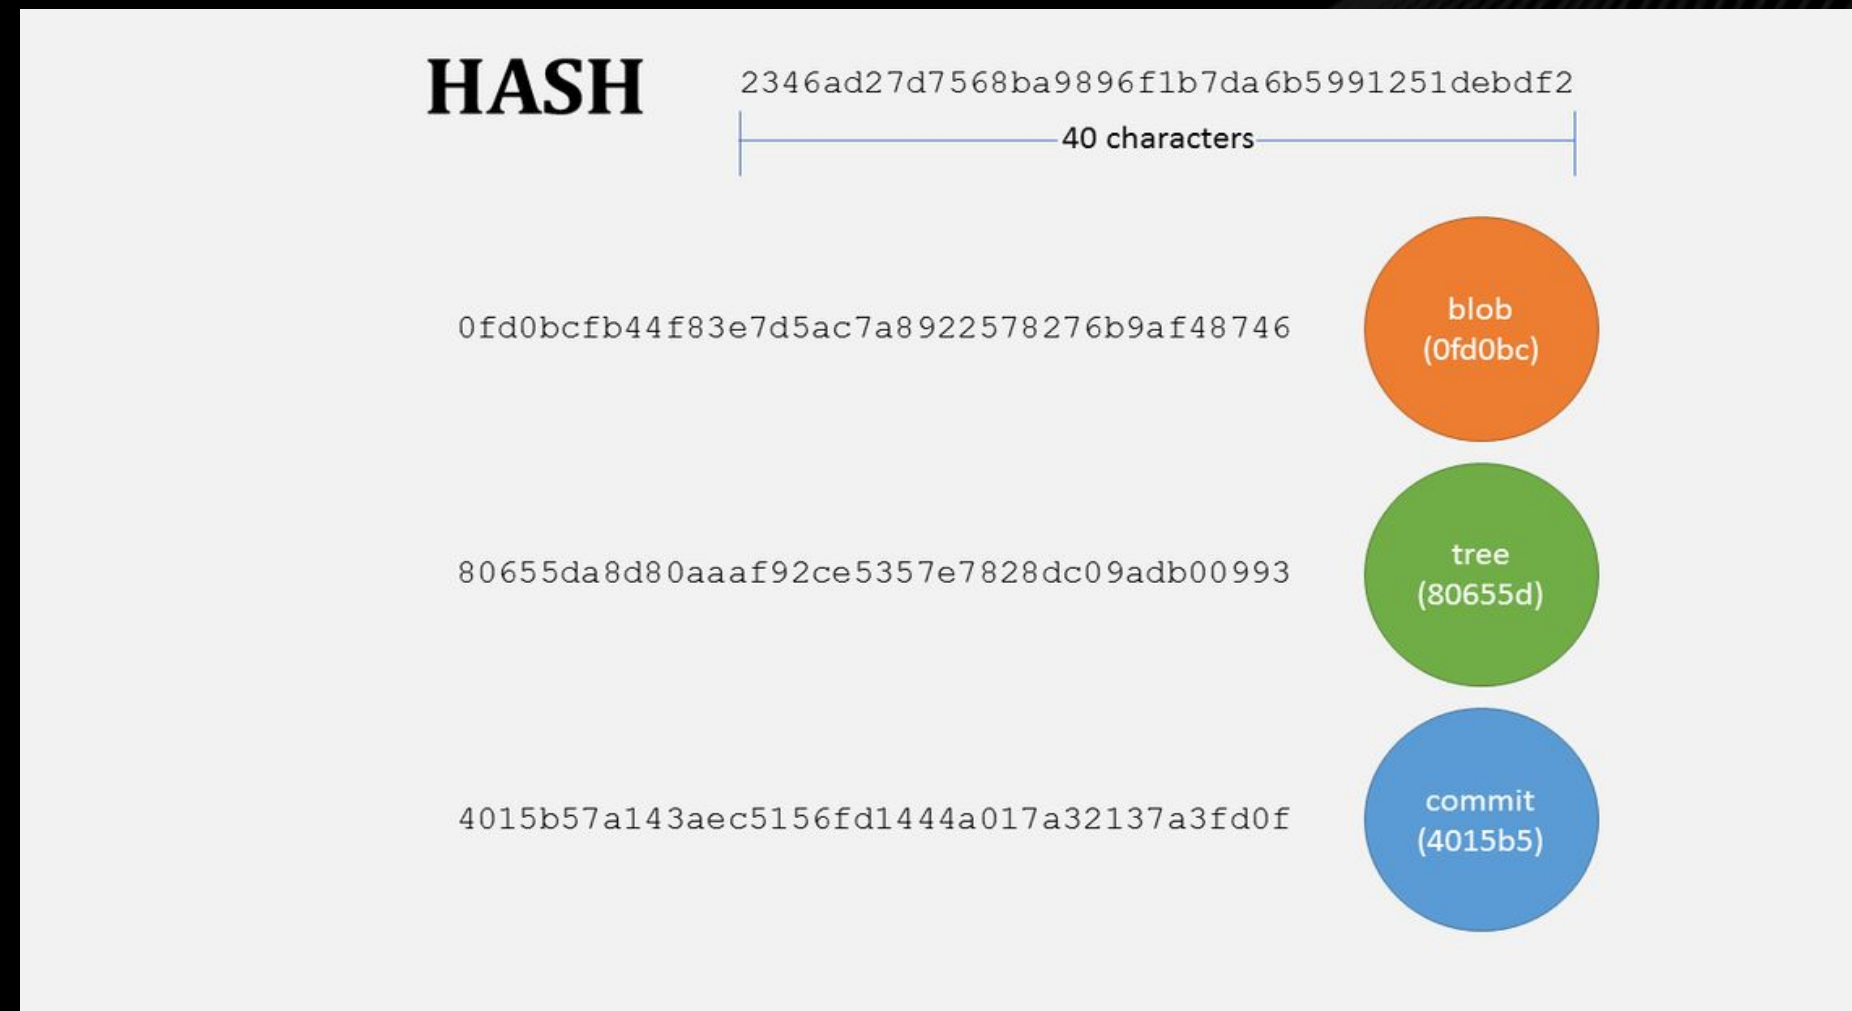 HASH 2346ad27d7568ba9896f1b7da6b5991251debdf2
40 characters
0fd0bcfb44f83e7d5ac7a8922578276b9af48746
blob
(0fd0bc)
80655da8d80aaaf92ce5357e7828dc09adb00993
tree
(80655d)
4015b57a143aec5156fd1444a017a32137a3fd0f
commit
(4015b5)